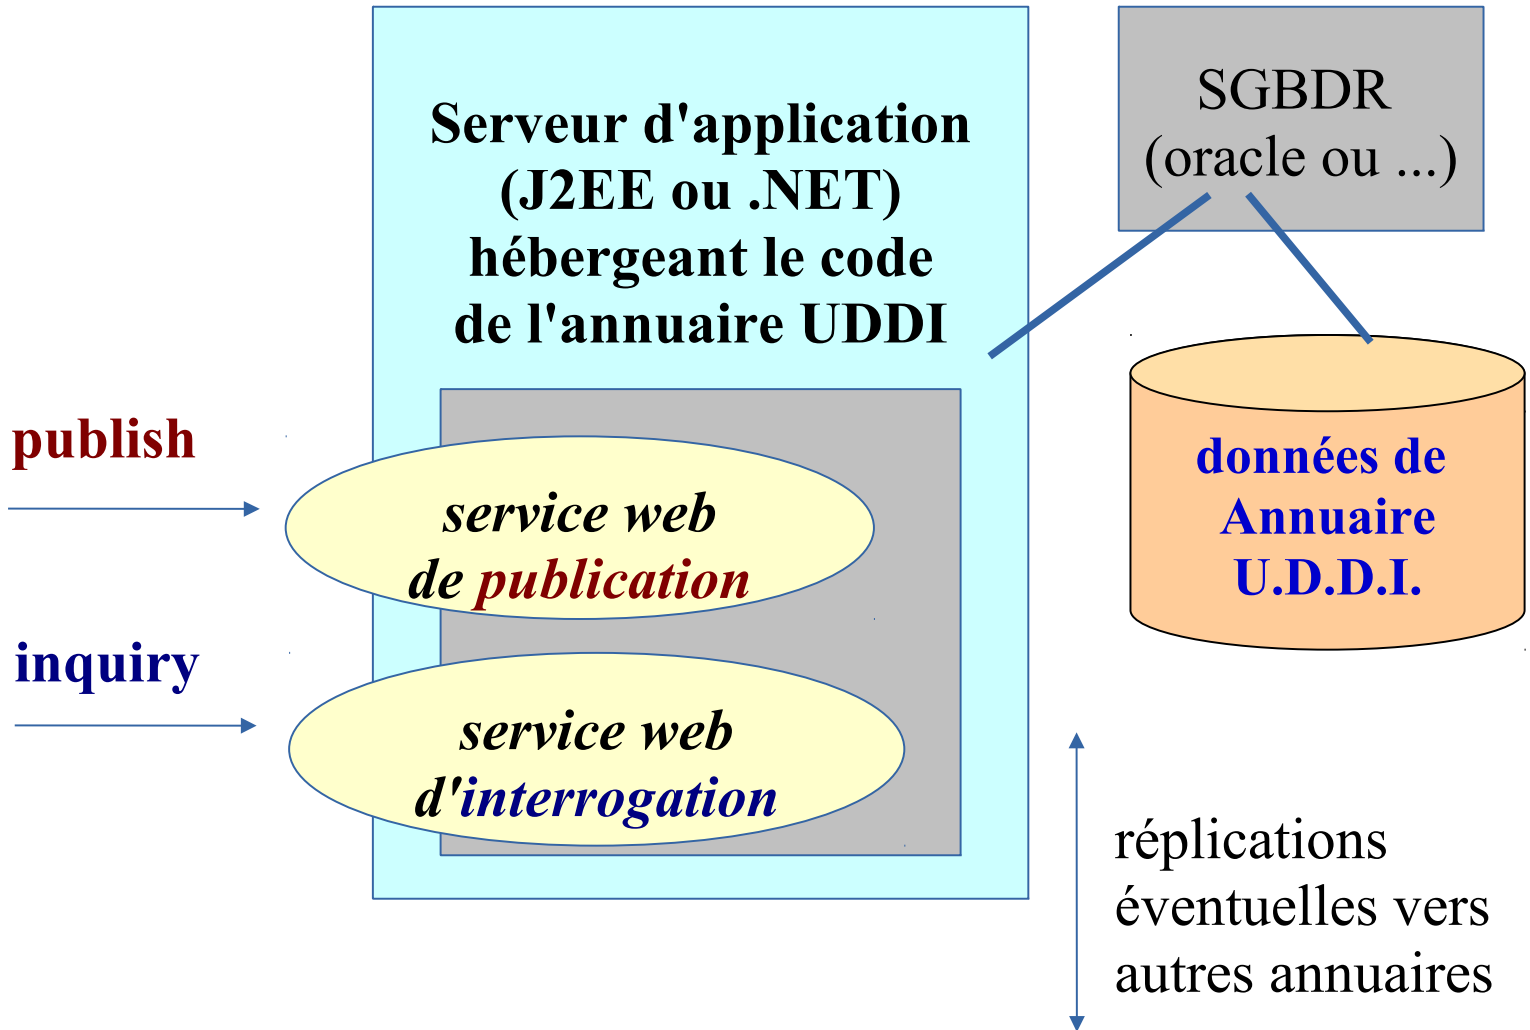 Serveur d'application
(J2EE ou .NET)
hébergeant le code
de l'annuaire UDDI
SGBDR
(oracle ou ...)
publish
service web
de publication
données de
Annuaire
U.D.D.I.
inquiry
service web
d'interrogation
réplications
éventuelles vers
autres annuaires